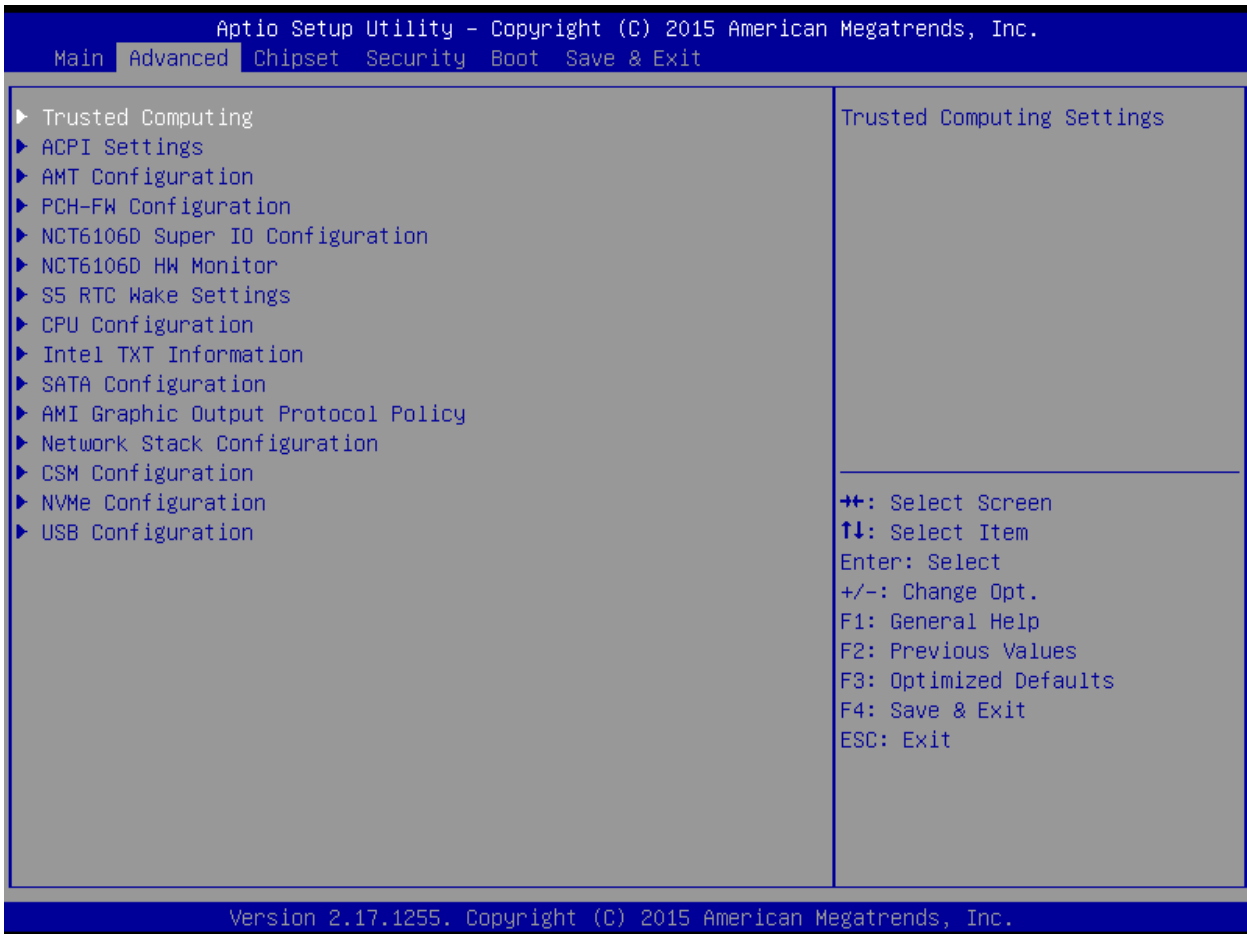 Aptio Setup Utility – Copyright (C) 2015 American Megatrends, Inc.
Main Advanced Chipset Security Boot Save & Exit
▶ Trusted Computing
▶ ACPI Settings
▶ AMT Configuration
▶ PCH-FW Configuration
▶ NCT6106D Super IO Configuration
▶ NCT6106D HW Monitor
▶ S5 RTC Wake Settings
▶ CPU Configuration
▶ Intel TXT Information
▶ SATA Configuration
▶ AMI Graphic Output Protocol Policy
▶ Network Stack Configuration
▶ CSM Configuration
▶ NVMe Configuration
▶ USB Configuration
Trusted Computing Settings
→←: Select Screen
↑↓: Select Item
Enter: Select
+/-: Change Opt.
F1: General Help
F2: Previous Values
F3: Optimized Defaults
F4: Save & Exit
ESC: Exit
Version 2.17.1255. Copyright (C) 2015 American Megatrends, Inc.